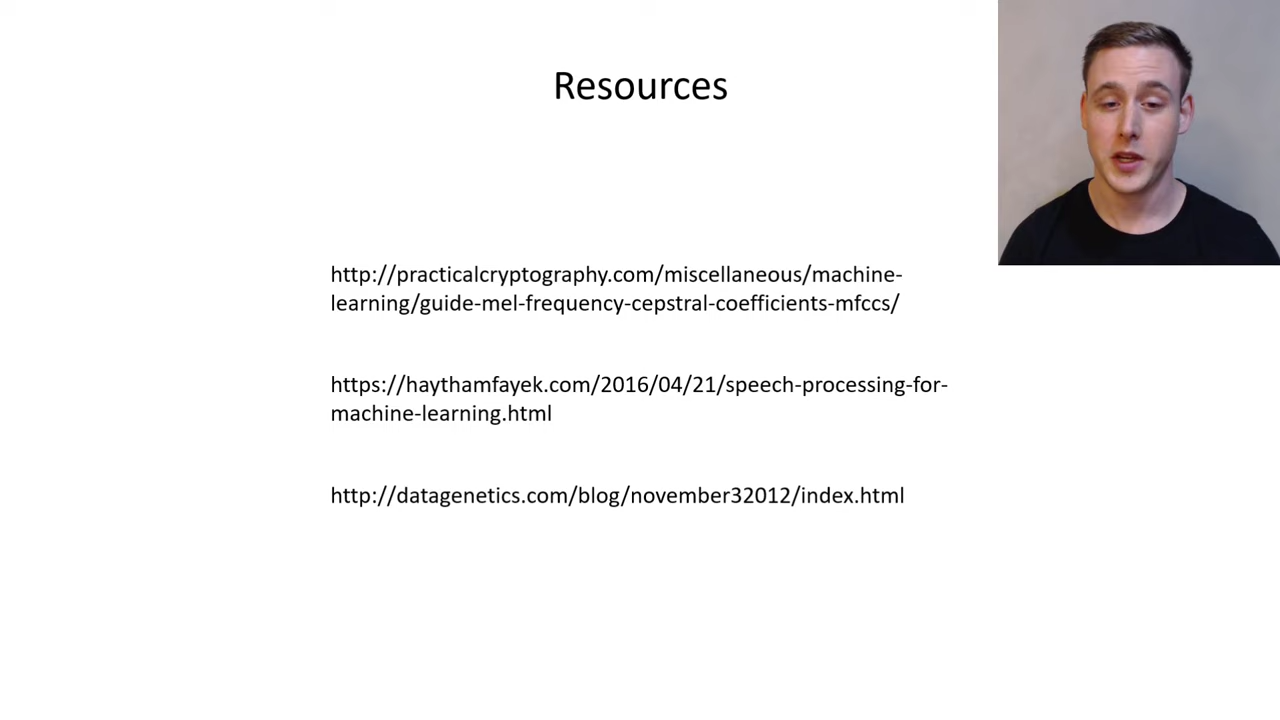 Resources
http://practicalcryptography.com/miscellaneous/machine-
learning/guide-mel-frequency-cepstral-coefficients-mfccs/
https://haythamfayek.com/2016/04/21/speech-processing-for-
machine-learning.html
http://datagenetics.com/blog/november32012/index.html